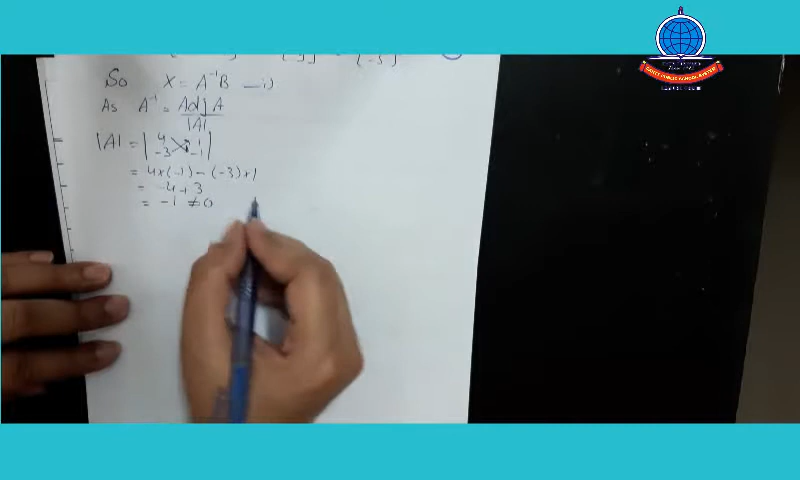 So X = A⁻¹B —i)
As A⁻¹ = Adj A / |A|
|A| = | 4 1 |
| -3 -1 |
= 4×(-1) - (-3)×1
= -4+3
= -1 ≠0